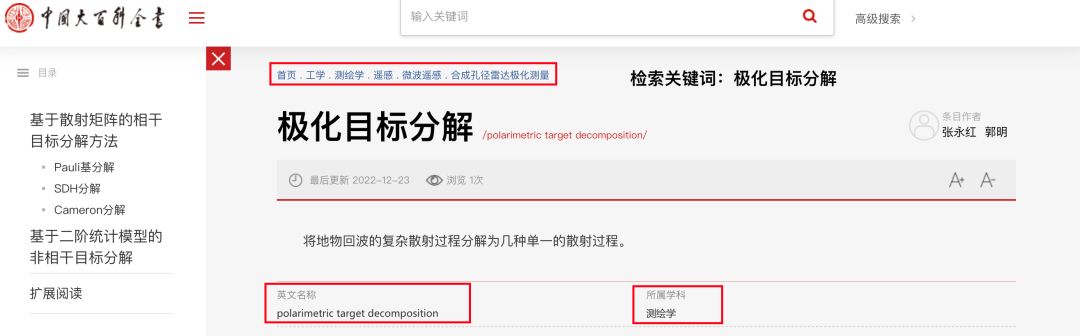 中国大百科全书
输入关键词
高级搜索
目录
基于散射矩阵的相干
目标分解方法
Pauli基分解
SDH分解
Cameron分解
基于二阶统计模型的
非相干目标分解
扩展阅读
首页 . 工学 . 测绘学 . 遥感 . 微波遥感 . 合成孔径雷达极化测量
检索关键词：极化目标分解
极化目标分解 /polarimetric target decomposition/
条目作者
张永红 郭明
最后更新 2022-12-23 浏览 1次
A+ A-
将地物回波的复杂散射过程分解为几种单一的散射过程。
英文名称
polarimetric target decomposition
所属学科
测绘学